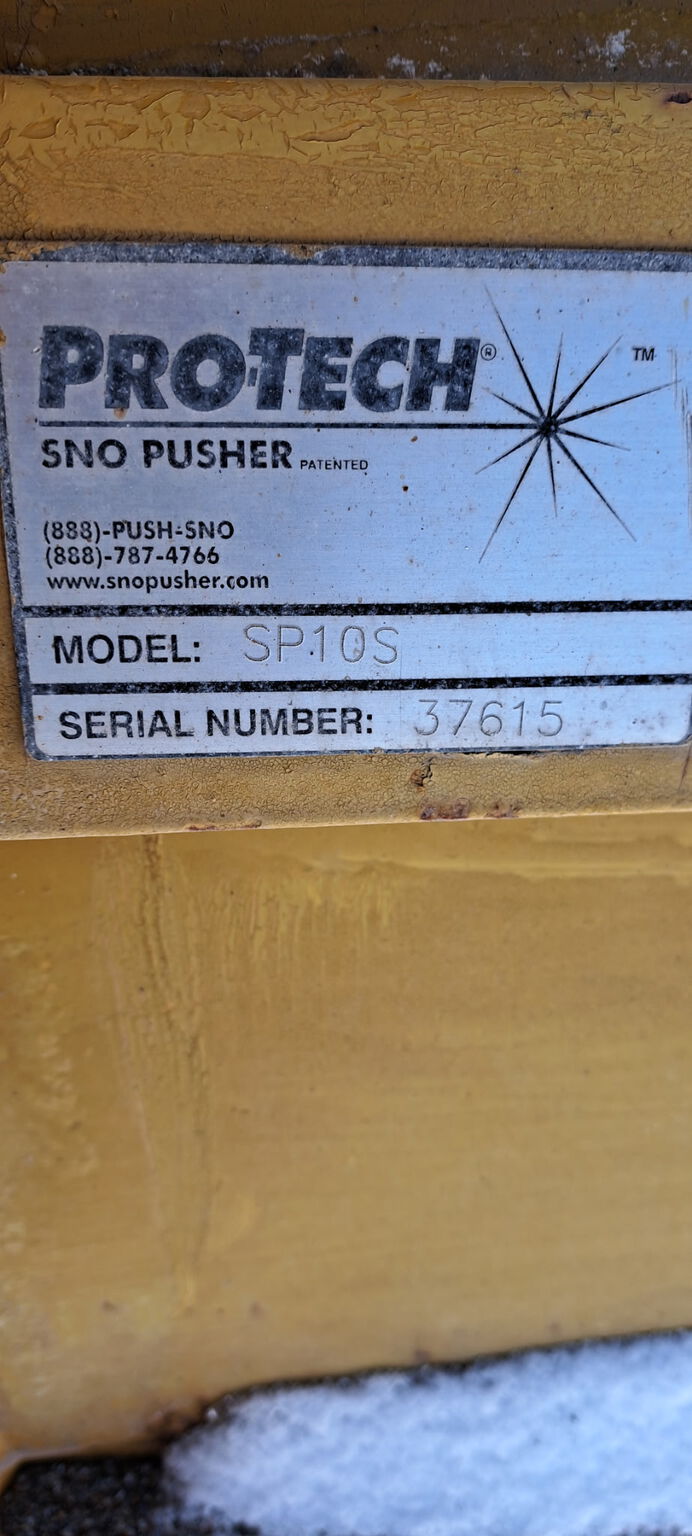 PRO-TECH® ™
SNO PUSHER PATENTED
(888)-PUSH-SNO
(888)-787-4766
www.snopusher.com
MODEL: SP10S
SERIAL NUMBER: 37615